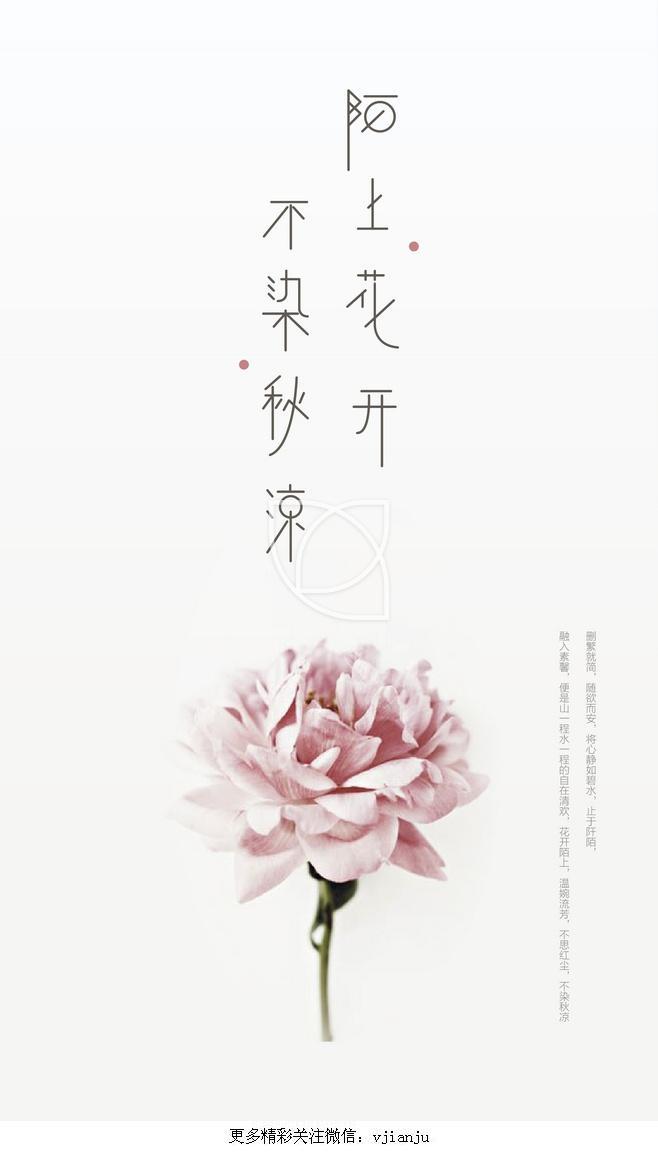 陌上花开
不染秋凉
删繁就简，随欲而安，将心静如碧水，止于阡陌，
融入素馨，便是山一程水一程的自在清欢，花开陌上，温婉流芳，不思红尘，不染秋凉
更多精彩关注微信：vjianju